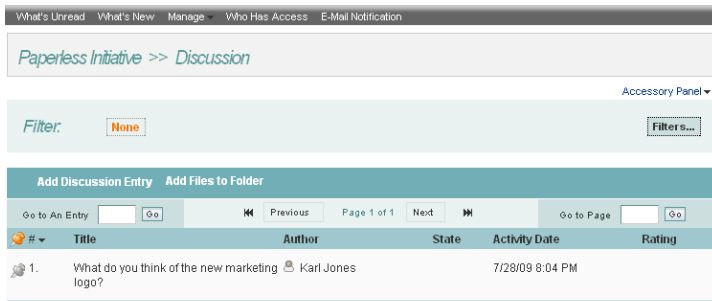 What's Unread What's New Manage Who Has Access E-Mail Notification
Paperless Initiative >> Discussion
Accessory Panel
Filter: None Filters...
Add Discussion Entry Add Files to Folder
Go to An Entry Go Previous Page 1 of 1 Next Go to Page Go
# Title Author State Activity Date Rating
1. What do you think of the new marketing Karl Jones 7/28/09 8:04 PM
logo?